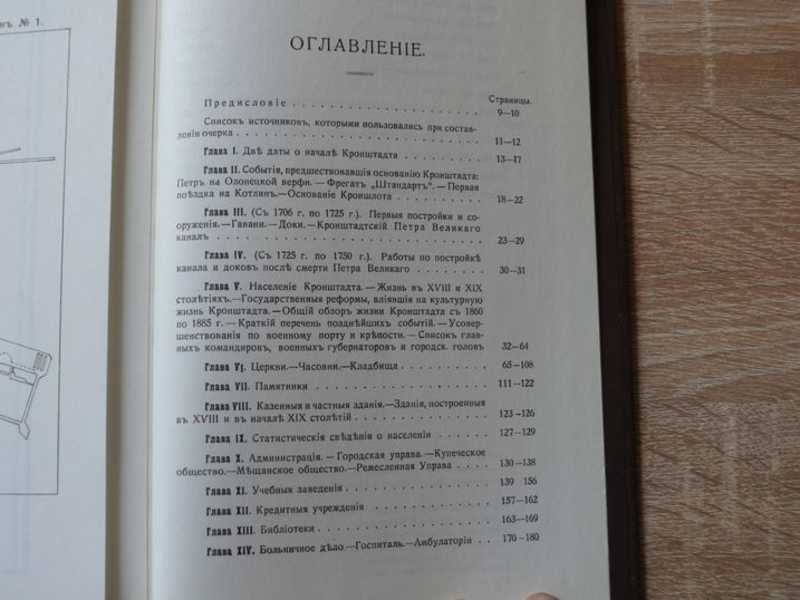 нъ № 1.
ОГЛАВЛЕНІЕ.
Страницы.
Предисловіе . . . . . . . . . . . . . . . . . 9—10
Списокъ источниковъ, которыми пользовались при состав-
леніи очерка . . . . . . . . . . . . . . . . . 11—12
Глава I. Двѣ даты о началѣ Кронштадта . . . . . . . . 13—17
Глава II. Событія, предшествовавшія основанію Кронштадта:
Петръ на Олонецкой верфи. — Фрегатъ „Штандартъ“. — Первая
поѣздка на Котлинъ.—Основаніе Кроншлота . . . . . . . . 18—22
Глава III. (Съ 1706 г. по 1725 г.). Первыя постройки и со-
оруженія.—Гавани.—Доки.—Кронштадтскій Петра Великаго
каналъ . . . . . . . . . . . . . . . . . . 23—29
Глава IV. (Съ 1725 г. по 1750 г.). Работы по постройкѣ
канала и доковъ послѣ смерти Петра Великаго . . . . . . . 30—31
Глава V. Населеніе Кронштадта.—Жизнь въ XVIII и XIX
столѣтіяхъ.—Государственныя реформы, вліявшія на культурную
жизнь Кронштадта.—Общій обзоръ жизни Кронштадта съ 1860
по 1885 г.—Краткій перечень позднѣйшихъ событій.—Усовер-
шенствованія по военному порту и крѣпости.—Списокъ глав-
ныхъ командировъ, военныхъ губернаторовъ и городск. головъ 32—64
Глава VI. Церкви.—Часовни.—Кладбища . . . . . . . . . 65—108
Глава VII. Памятники . . . . . . . . . . . . . . . 111—122
Глава VIII. Казенныя и частныя зданія.—Зданія, построенныя
въ XVIII и въ началѣ XIX столѣтій . . . . . . . . . . . 123—126
Глава IX. Статистическія свѣдѣнія о населеніи . . . . . . 127—129
Глава X. Администрація. — Городская управа.—Купеческое
общество.—Мѣщанское общество.—Ремесленная Управа . . . . 130—138
Глава XI. Учебныя заведенія . . . . . . . . . . . . . 139 156
Глава XII. Кредитныя учрежденія . . . . . . . . . . . 157—162
Глава XIII. Библіотеки . . . . . . . . . . . . . . . 163—169
Глава XIV. Больничное дѣло.—Госпиталь.—Амбулаторіи . . 170-180